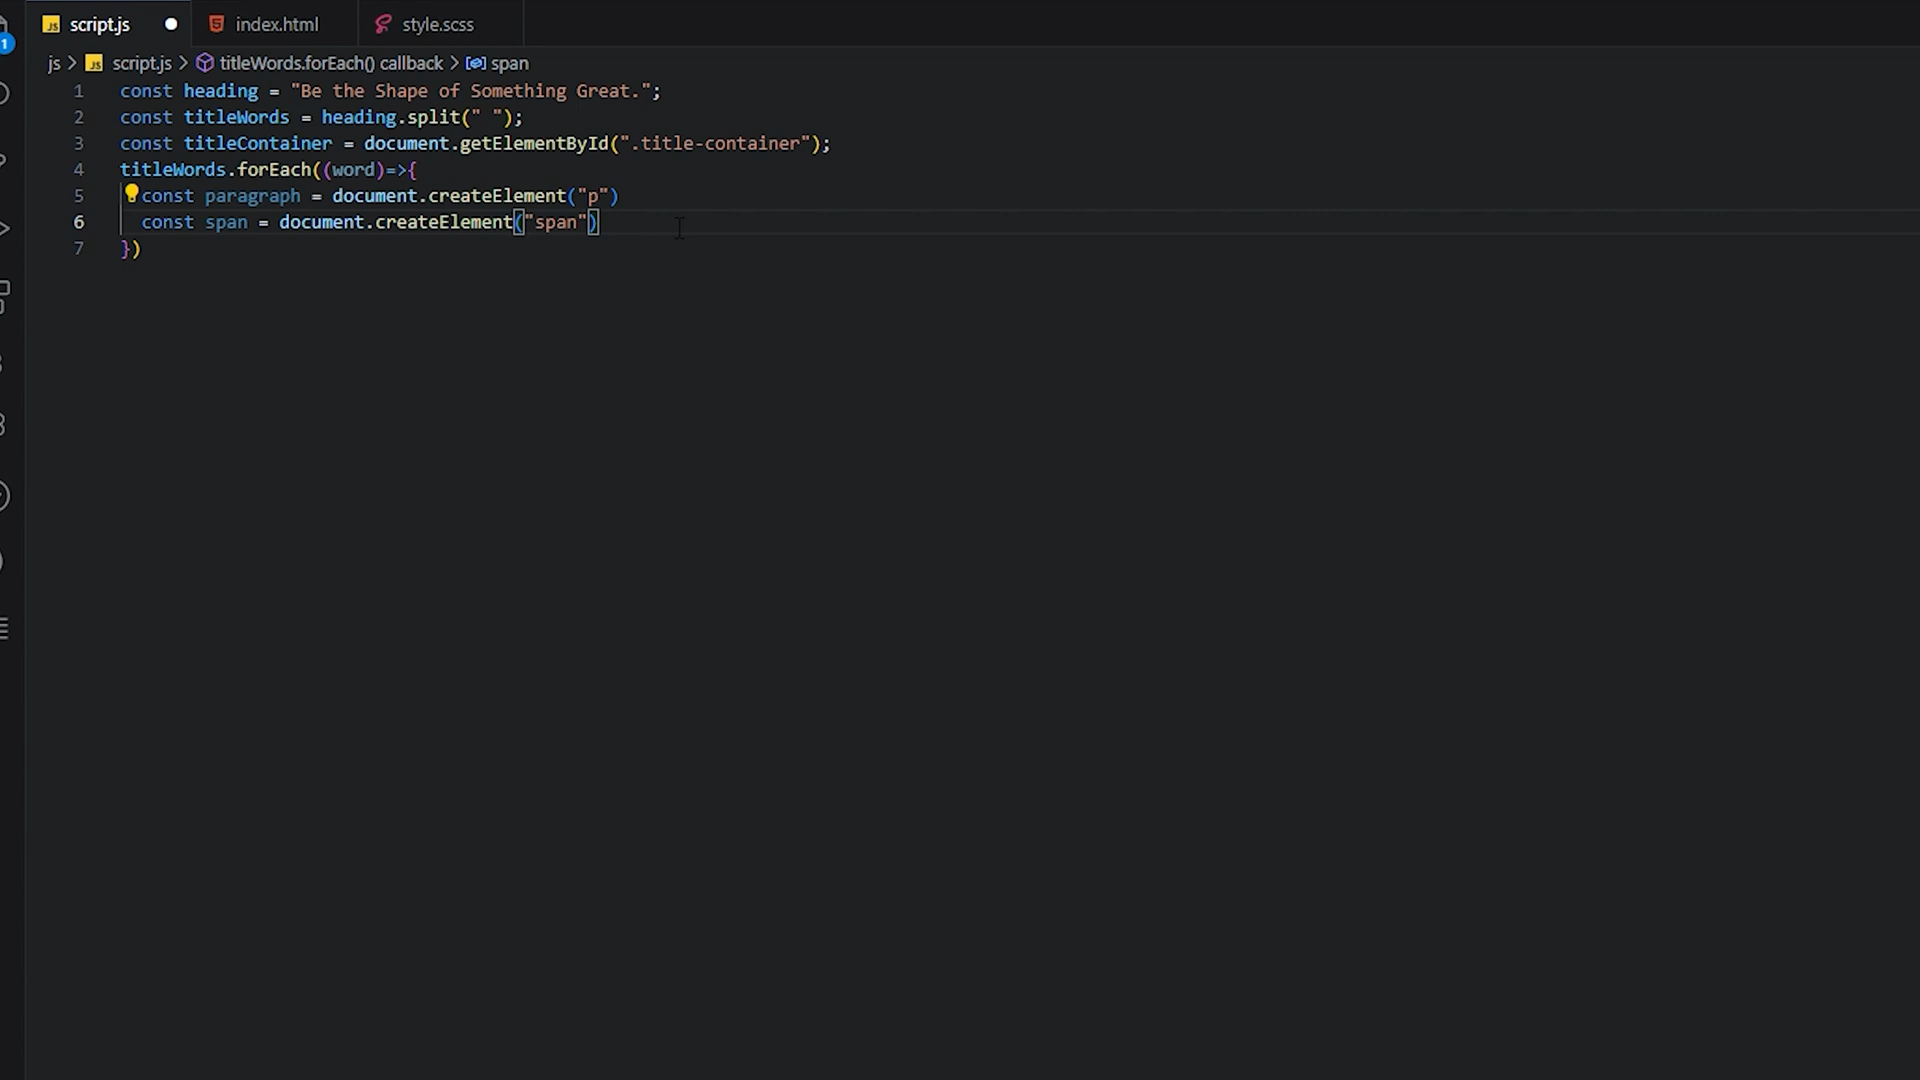 script.js
index.html
style.scss
1
js > script.js > titleWords.forEach() callback > span
1 const heading = "Be the Shape of Something Great.";
2 const titleWords = heading.split(" ");
3 const titleContainer = document.getElementById(".title-container");
4 titleWords.forEach((word)=>{
5 const paragraph = document.createElement("p")
6 const span = document.createElement("span")
7 })